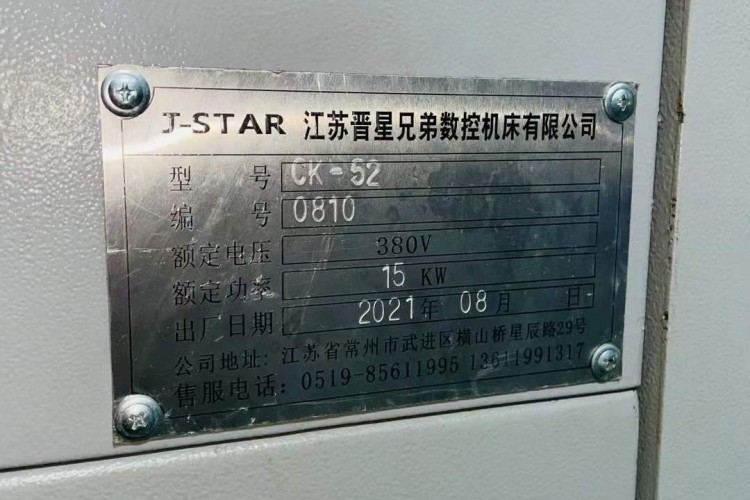 J-STAR 江苏晋星兄弟数控机床有限公司
型号 CK-52
编号 0810
额定电压 380V
额定功率 15 KW
出厂日期 2021年 08月 日
公司地址: 江苏省常州市武进区横山桥星辰路29号
售服电话: 0519-85611995 13611991317